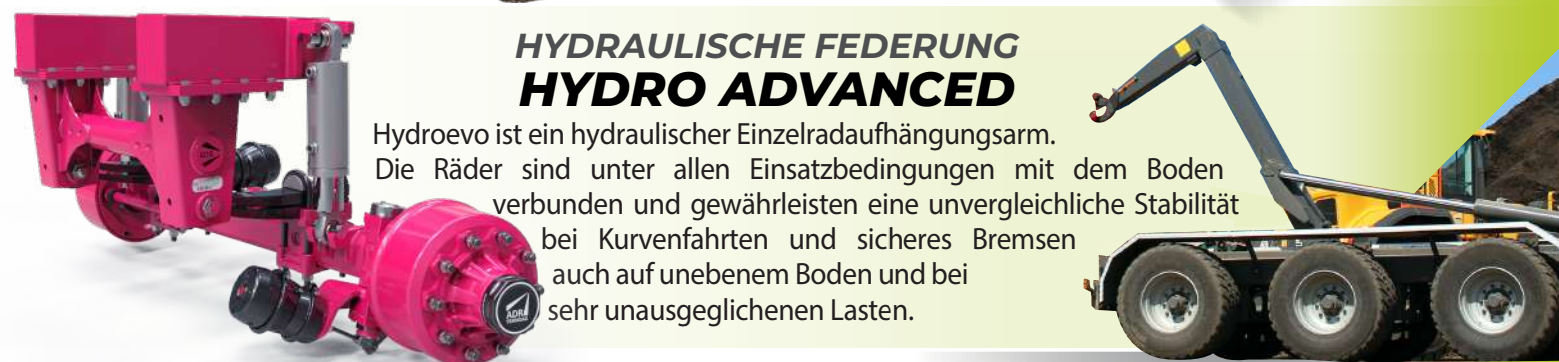 HYDRAULISCHE FEDERUNG
HYDRO ADVANCED
Hydroevo ist ein hydraulischer Einzelradaufhängungsarm.
Die Räder sind unter allen Einsatzbedingungen mit dem Boden
verbunden und gewährleisten eine unvergleichliche Stabilität
bei Kurvenfahrten und sicheres Bremsen
auch auf unebenem Boden und bei
sehr unausgeglichenen Lasten.
ADR
ADR